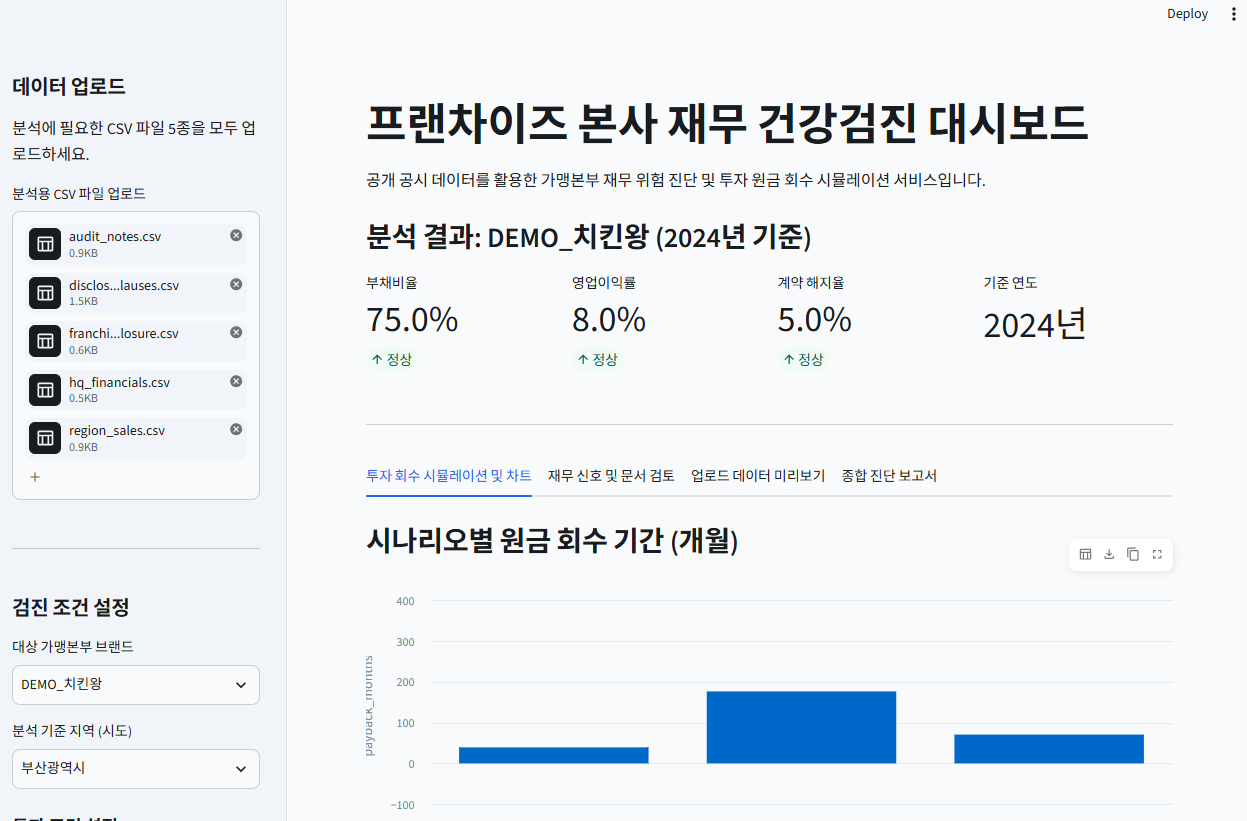 Deploy
데이터 업로드
분석에 필요한 CSV 파일 5종을 모두 업
로드하세요.
분석용 CSV 파일 업로드
audit_notes.csv
0.9KB
disclos...lauses.csv
1.5KB
franchi...losure.csv
0.6KB
hq_financials.csv
0.5KB
region_sales.csv
0.9KB
검진 조건 설정
대상 가맹본부 브랜드
DEMO_치킨왕
분석 기준 지역 (시도)
부산광역시
프랜차이즈 본사 재무 건강검진 대시보드
공개 공시 데이터를 활용한 가맹본부 재무 위험 진단 및 투자 원금 회수 시뮬레이션 서비스입니다.
분석 결과: DEMO_치킨왕 (2024년 기준)
부채비율
75.0%
↑ 정상
영업이익률
8.0%
↑ 정상
계약 해지율
5.0%
↑ 정상
기준 연도
2024년
투자 회수 시뮬레이션 및 차트
재무 신호 및 문서 검토
업로드 데이터 미리보기
종합 진단 보고서
시나리오별 원금 회수 기간 (개월)
payback_months
400
300
200
100
0
−100